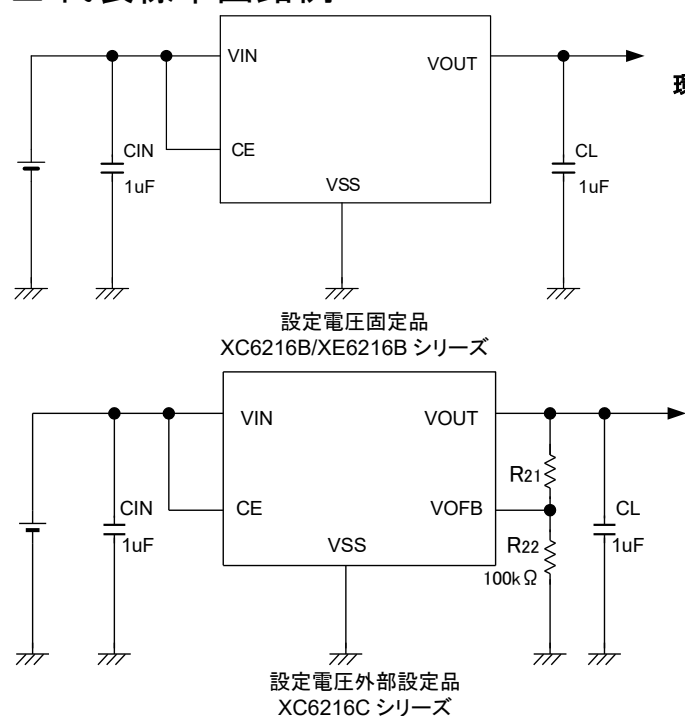 VIN
VOUT
CIN
1uF
CE
VSS
CL
1uF
設定電圧固定品
XC6216B/XE6216B シリーズ
VIN
VOUT
R21
CIN
1uF
CE
VOFB
VSS
R22
100kΩ
CL
1uF
設定電圧外部設定品
XC6216C シリーズ